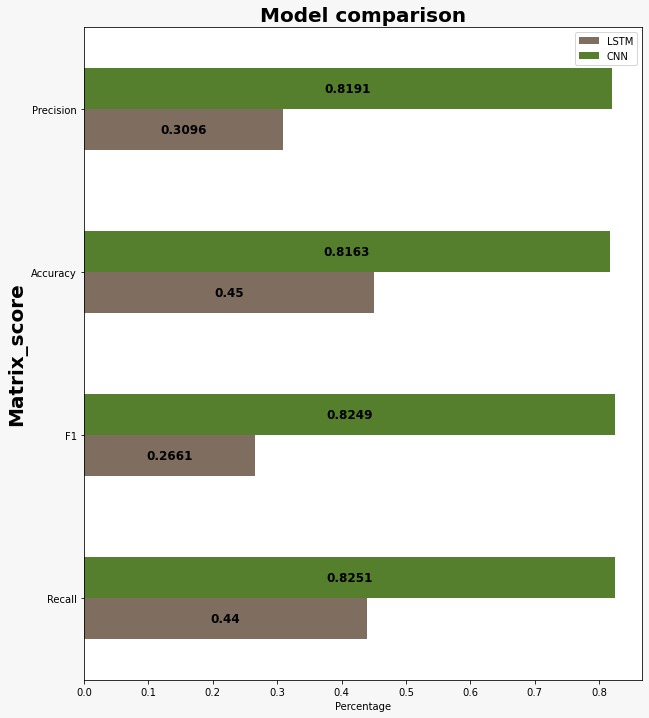 Model comparison
LSTM
CNN
Precision
0.8191
0.3096
Accuracy
0.8163
0.45
Matrix_score
F1
0.8249
0.2661
Recall
0.8251
0.44
0.0 0.1 0.2 0.3 0.4 0.5 0.6 0.7 0.8
Percentage